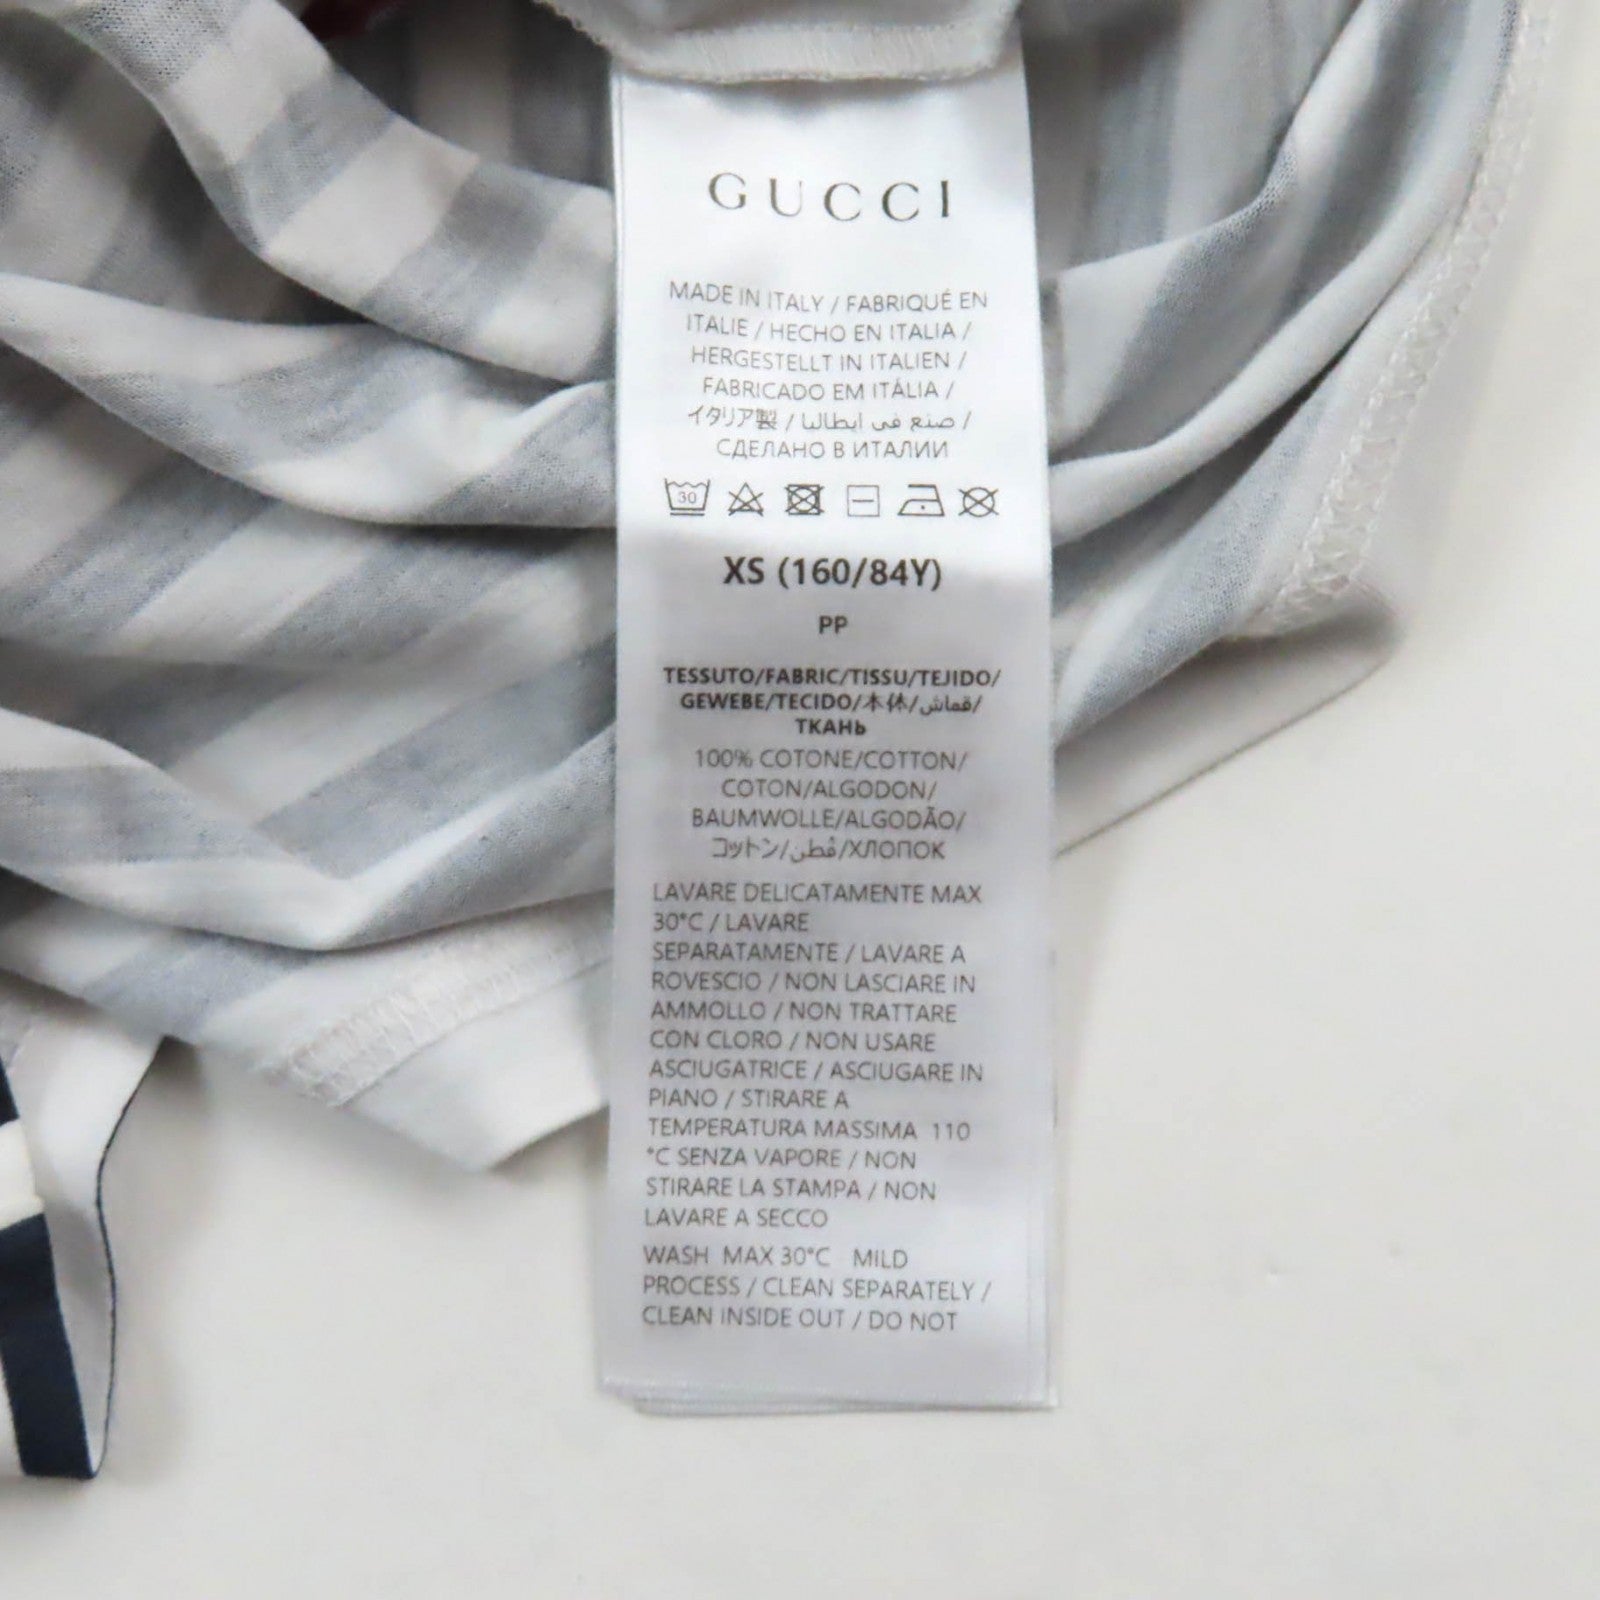 GUCCI
MADE IN ITALY / FABRIQUÉ EN
ITALIE / HECHO EN ITALIA /
HERGESTELLT IN ITALIEN /
FABRICADO EM ITÁLIA /
イタリア製 / صنع في ايطاليا /
СДЕЛАНО В ИТАЛИИ
30
XS (160/84Y)
PP
TESSUTO/FABRIC/TISSU/TEJIDO/
GEWEBE/TECIDO/本体/قماش/
ТКАНЬ
100% COTONE/COTTON/
COTON/ALGODON/
BAUMWOLLE/ALGODÃO/
コットン/قُطن/ХЛОПОК
LAVARE DELICATAMENTE MAX
30°C / LAVARE
SEPARATAMENTE / LAVARE A
ROVESCIO / NON LASCIARE IN
AMMOLLO / NON TRATTARE
CON CLORO / NON USARE
ASCIUGATRICE / ASCIUGARE IN
PIANO / STIRARE A
TEMPERATURA MASSIMA 110
°C SENZA VAPORE / NON
STIRARE LA STAMPA / NON
LAVARE A SECCO
WASH MAX 30°C MILD
PROCESS / CLEAN SEPARATELY /
CLEAN INSIDE OUT / DO NOT